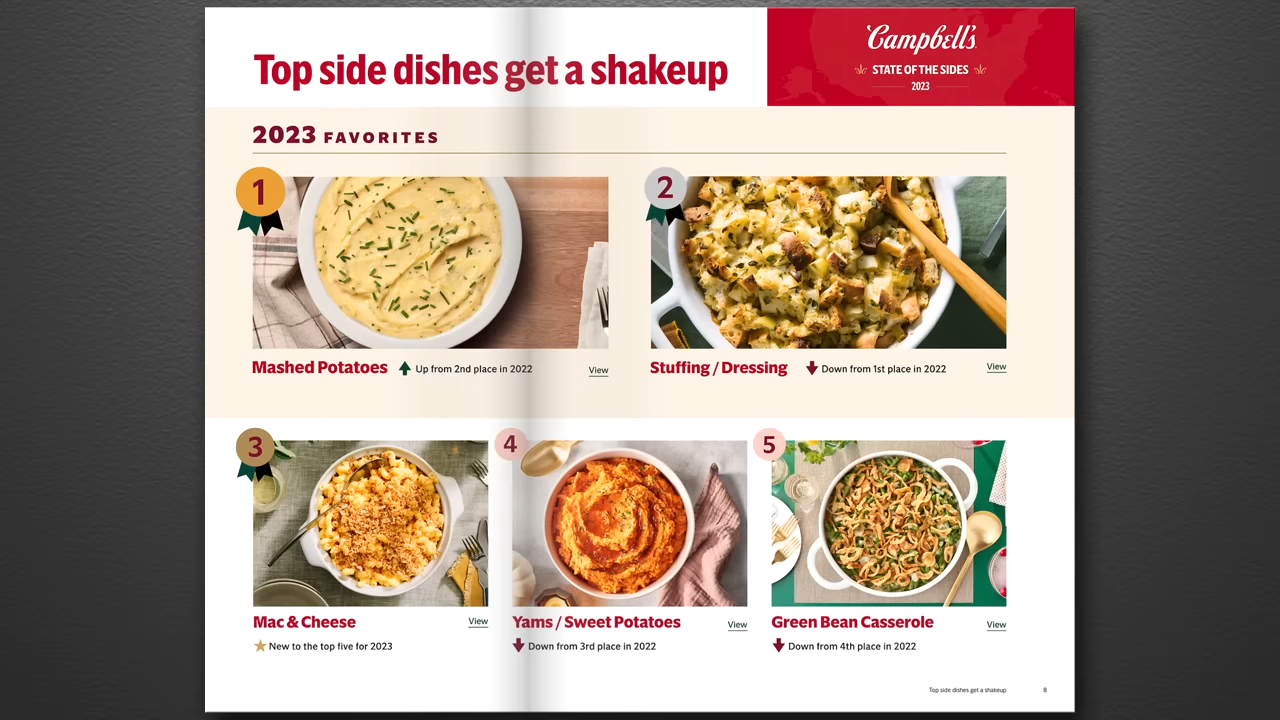 Top side dishes get a shakeup
Campbell's
STATE OF THE SIDES
2023
2023 FAVORITES
1
2
Mashed Potatoes
Up from 2nd place in 2022
View
Stuffing / Dressing
Down from 1st place in 2022
View
3
4
5
Mac & Cheese
View
New to the top five for 2023
Yams / Sweet Potatoes
View
Down from 3rd place in 2022
Green Bean Casserole
View
Down from 4th place in 2022
Top side dishes get a shakeup
8